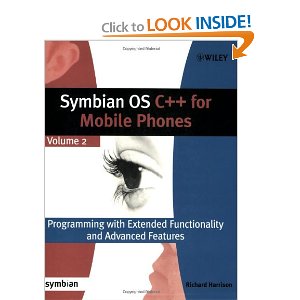 Click to LOOK INSIDE!
WILEY
Symbian OS C++ for
Mobile Phones
Volume 2
Programming with Extended Functionality
and Advanced Features
symbian
Richard Harrison